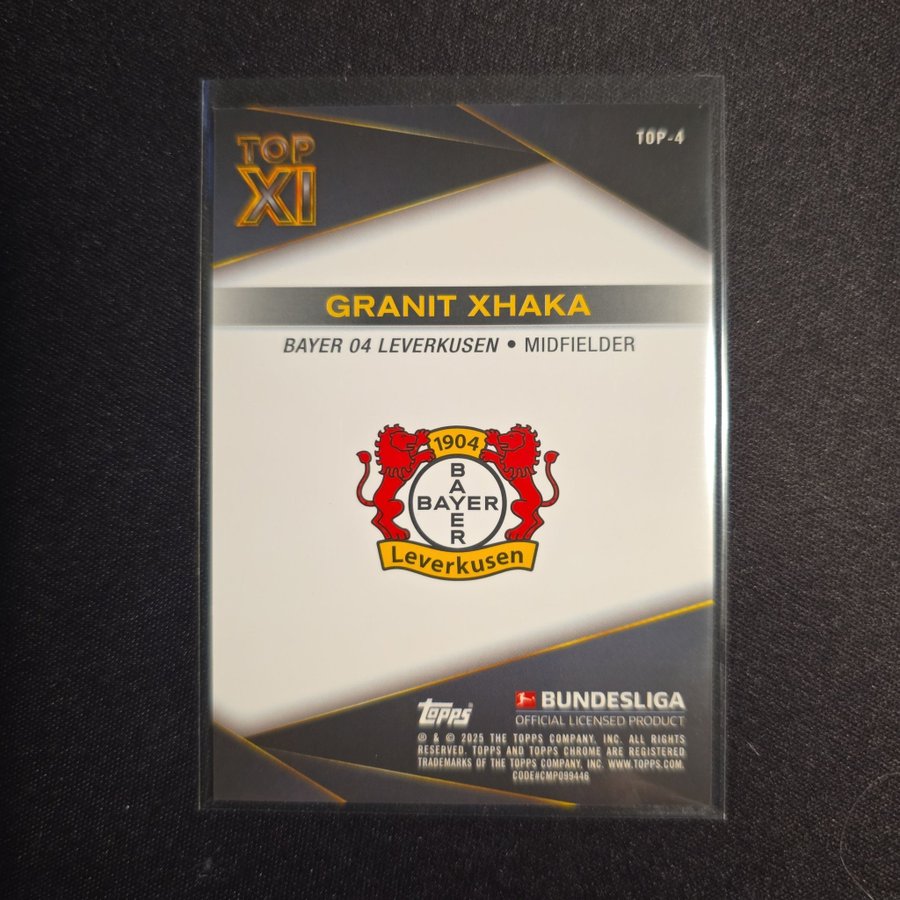 TOP
XI
TOP-4
GRANIT XHAKA
BAYER 04 LEVERKUSEN • MIDFIELDER
1904
BAYER
BAYER
Leverkusen
topps
BUNDESLIGA
OFFICIAL LICENSED PRODUCT
® & © 2025 THE TOPPS COMPANY, INC. ALL RIGHTS
RESERVED. TOPPS AND TOPPS CHROME ARE REGISTERED
TRADEMARKS OF THE TOPPS COMPANY, INC. WWW.TOPPS.COM.
CODE#CMP099446